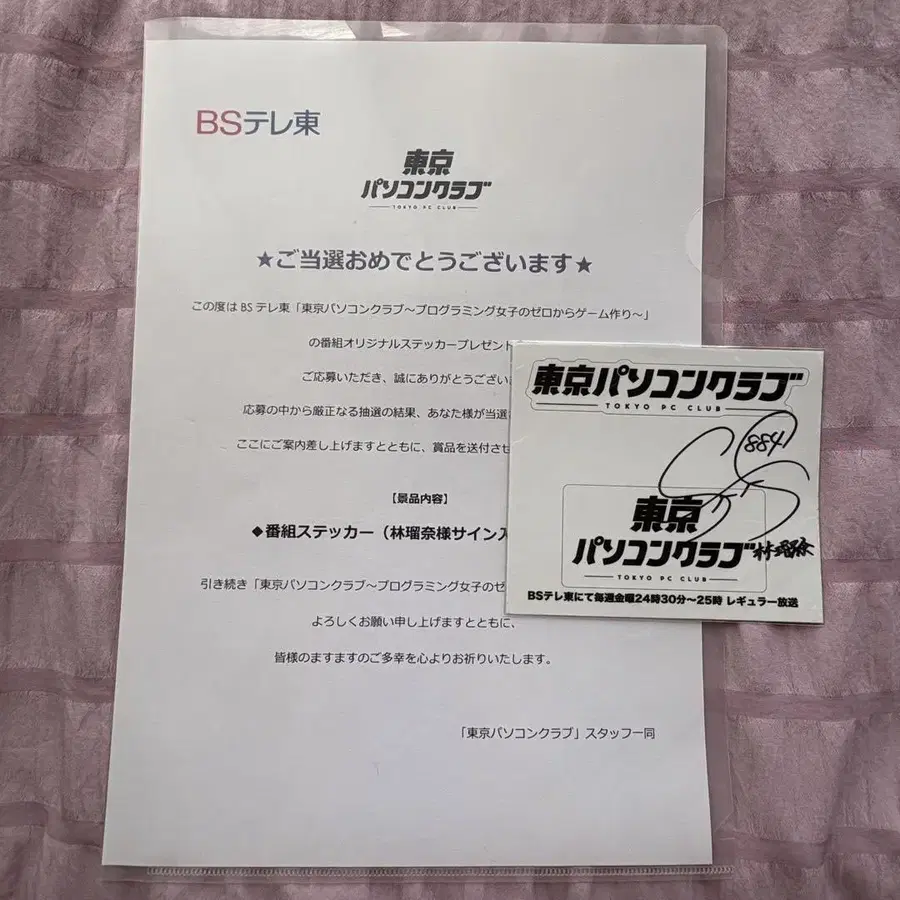 BSテレ東
東京
パソコンクラブ
TOKYO PC CLUB
★ご当選おめでとうございます★
この度は BS テレ東「東京パソコンクラブ～プログラミング女子のゼロからゲーム作り～」
の番組オリジナルステッカープレゼント
ご応募いただき、誠にありがとうござい
応募の中から厳正なる抽選の結果、あなた様が当選
ここにご案内差し上げますとともに、賞品を送付させ
【景品内容】
◆番組ステッカー（林瑠奈様サイン入
引き続き「東京パソコンクラブ～プログラミング女子のゼ
よろしくお願い申し上げますとともに、
皆様のますますのご多幸を心よりお祈りいたします。
「東京パソコンクラブ」スタッフ一同
東京パソコンクラブ
TOKYO PC CLUB
884
東京
パソコンクラブ
林瑠奈
TOKYO PC CLUB
BSテレ東にて毎週金曜24時30分～25時 レギュラー放送